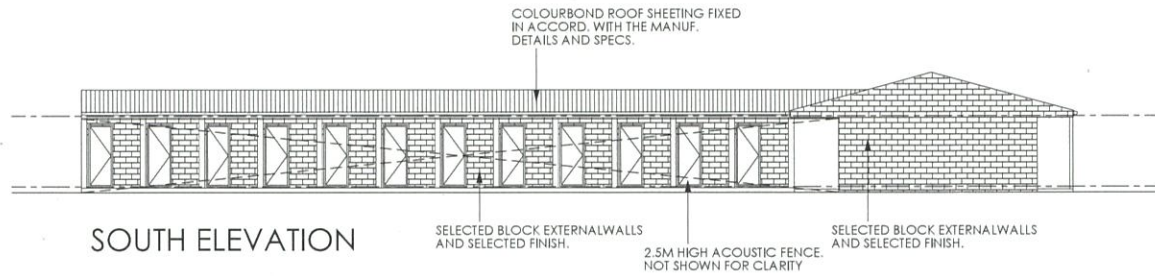 COLOURBOND ROOF SHEETING FIXED
IN ACCORD. WITH THE MANUF.
DETAILS AND SPECS.
SOUTH ELEVATION
SELECTED BLOCK EXTERNALWALLS
AND SELECTED FINISH.
2.5M HIGH ACOUSTIC FENCE.
NOT SHOWN FOR CLARITY
SELECTED BLOCK EXTERNALWALLS
AND SELECTED FINISH.